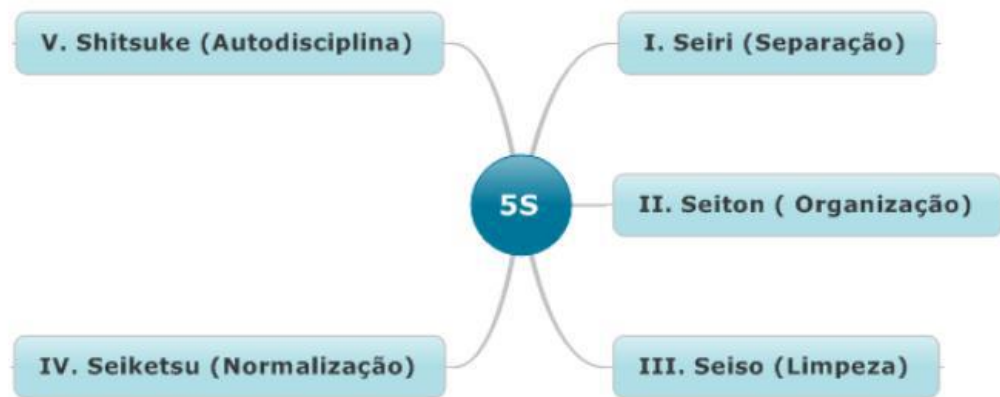 5S
I. Seiri (Separação)
II. Seiton ( Organização)
III. Seiso (Limpeza)
IV. Seiketsu (Normalização)
V. Shitsuke (Autodisciplina)